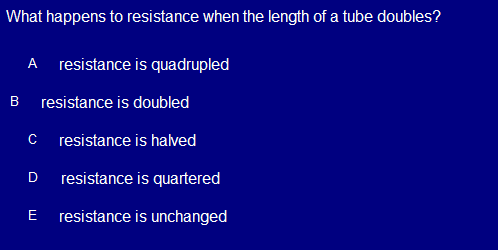 What happens to resistance when the length of a tube doubles?
A resistance is quadrupled
B resistance is doubled
C resistance is halved
D resistance is quartered
E resistance is unchanged